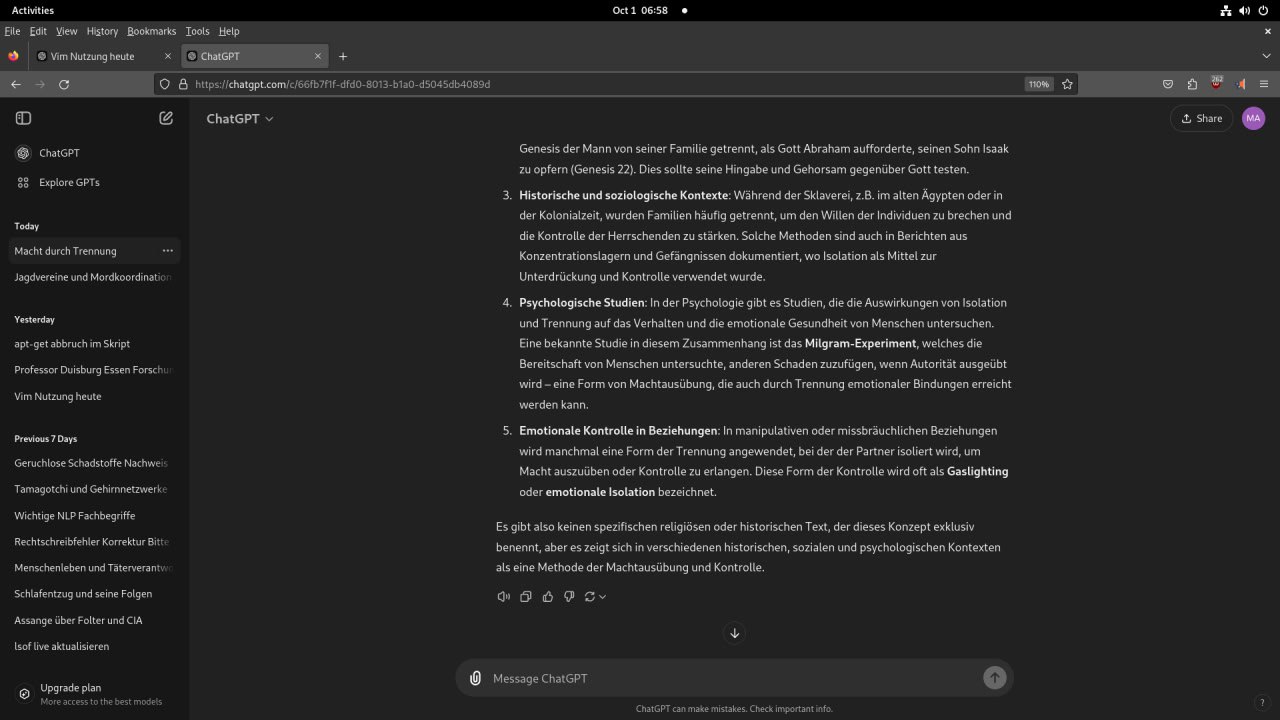 Activities
Oct 1 06:58
File Edit View History Bookmarks Tools Help
Vim Nutzung heute
ChatGPT
https://chatgpt.com/c/66fb7f1f-dfd0-8013-b1a0-d5045db4089d
110%
262
ChatGPT
Share
MA
ChatGPT
Explore GPTs
Today
Macht durch Trennung
Jagdvereine und Mordkoordination
Yesterday
apt-get abbruch im Skript
Professor Duisburg Essen Forschun
Vim Nutzung heute
Previous 7 Days
Geruchlose Schadstoffe Nachweis
Tamagotchi und Gehirnnetzwerke
Wichtige NLP Fachbegriffe
Rechtschreibfehler Korrektur Bitte
Menschenleben und Täterverantwo
Schlafentzug und seine Folgen
Assange über Folter und CIA
lsof live aktualisieren
Upgrade plan
More access to the best models
Genesis der Mann von seiner Familie getrennt, als Gott Abraham aufforderte, seinen Sohn Isaak
zu opfern (Genesis 22). Dies sollte seine Hingabe und Gehorsam gegenüber Gott testen.
3. Historische und soziologische Kontexte: Während der Sklaverei, z.B. im alten Ägypten oder in
der Kolonialzeit, wurden Familien häufig getrennt, um den Willen der Individuen zu brechen und
die Kontrolle der Herrschenden zu stärken. Solche Methoden sind auch in Berichten aus
Konzentrationslagern und Gefängnissen dokumentiert, wo Isolation als Mittel zur
Unterdrückung und Kontrolle verwendet wurde.
4. Psychologische Studien: In der Psychologie gibt es Studien, die die Auswirkungen von Isolation
und Trennung auf das Verhalten und die emotionale Gesundheit von Menschen untersuchen.
Eine bekannte Studie in diesem Zusammenhang ist das Milgram-Experiment, welches die
Bereitschaft von Menschen untersuchte, anderen Schaden zuzufügen, wenn Autorität ausgeübt
wird – eine Form von Machtausübung, die auch durch Trennung emotionaler Bindungen erreicht
werden kann.
5. Emotionale Kontrolle in Beziehungen: In manipulativen oder missbräuchlichen Beziehungen
wird manchmal eine Form der Trennung angewendet, bei der der Partner isoliert wird, um
Macht auszuüben oder Kontrolle zu erlangen. Diese Form der Kontrolle wird oft als Gaslighting
oder emotionale Isolation bezeichnet.
Es gibt also keinen spezifischen religiösen oder historischen Text, der dieses Konzept exklusiv
benennt, aber es zeigt sich in verschiedenen historischen, sozialen und psychologischen Kontexten
als eine Methode der Machtausübung und Kontrolle.
Message ChatGPT
ChatGPT can make mistakes. Check important info.
?